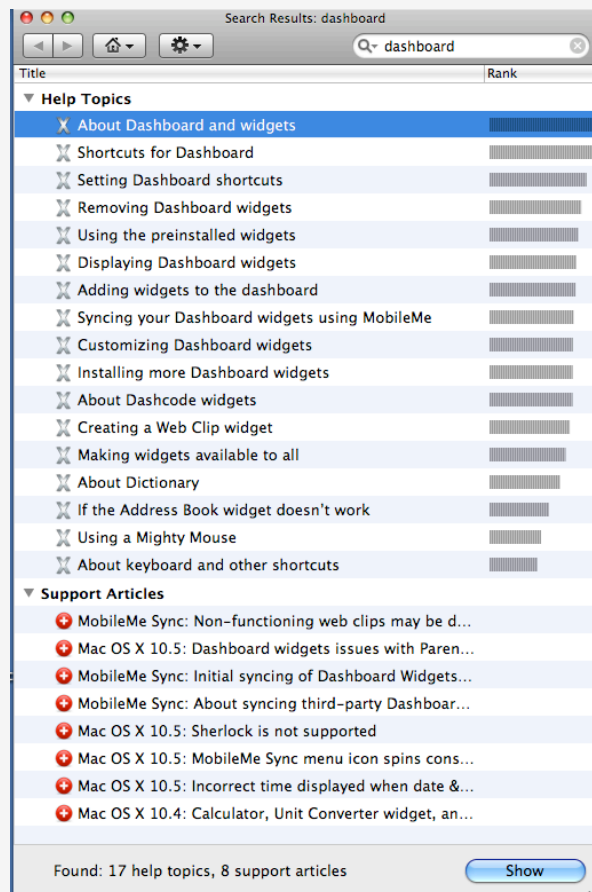 Search Results: dashboard
dashboard
Title Rank
Help Topics
About Dashboard and widgets
Shortcuts for Dashboard
Setting Dashboard shortcuts
Removing Dashboard widgets
Using the preinstalled widgets
Displaying Dashboard widgets
Adding widgets to the dashboard
Syncing your Dashboard widgets using MobileMe
Customizing Dashboard widgets
Installing more Dashboard widgets
About Dashcode widgets
Creating a Web Clip widget
Making widgets available to all
About Dictionary
If the Address Book widget doesn't work
Using a Mighty Mouse
About keyboard and other shortcuts
Support Articles
MobileMe Sync: Non-functioning web clips may be d...
Mac OS X 10.5: Dashboard widgets issues with Paren...
MobileMe Sync: Initial syncing of Dashboard Widgets...
MobileMe Sync: About syncing third-party Dashboar...
Mac OS X 10.5: Sherlock is not supported
Mac OS X 10.5: MobileMe Sync menu icon spins cons...
Mac OS X 10.5: Incorrect time displayed when date &...
Mac OS X 10.4: Calculator, Unit Converter widget, an...
Found: 17 help topics, 8 support articles Show